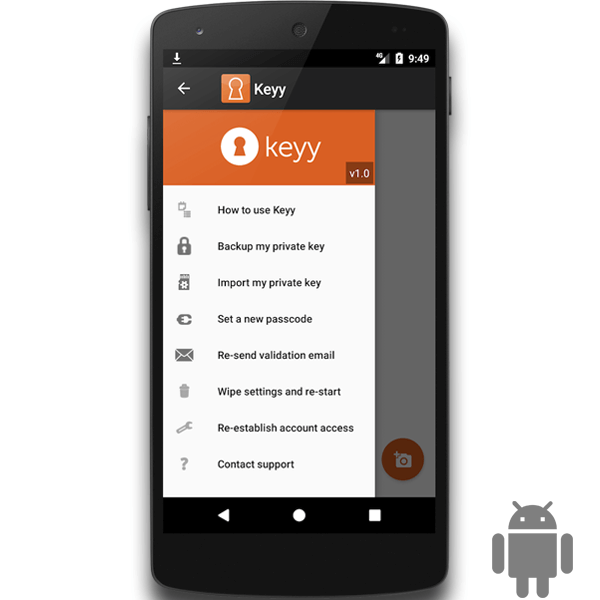 4G
9:49
Keyy
keyy
v1.0
How to use Keyy
Backup my private key
Import my private key
Set a new passcode
Re-send validation email
Wipe settings and re-start
Re-establish account access
Contact support
?